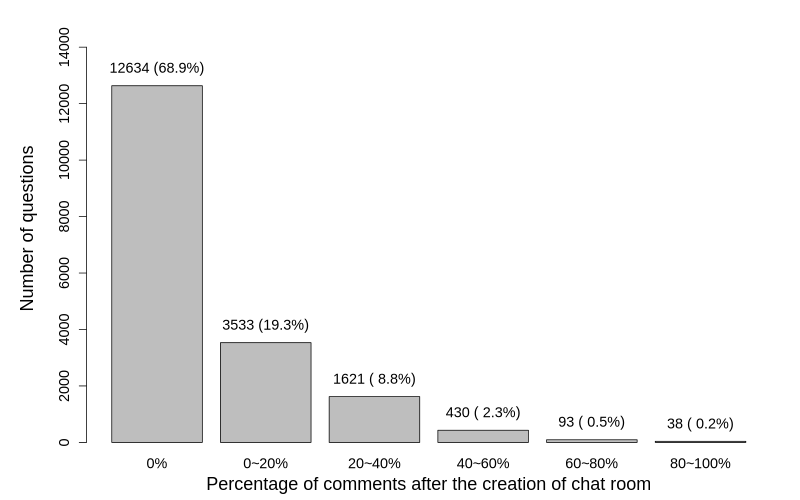 14000
12000
10000
8000
6000
4000
2000
0
Number of questions
12634 (68.9%)
3533 (19.3%)
1621 ( 8.8%)
430 ( 2.3%)
93 ( 0.5%)
38 ( 0.2%)
0% 0~20% 20~40% 40~60% 60~80% 80~100%
Percentage of comments after the creation of chat room